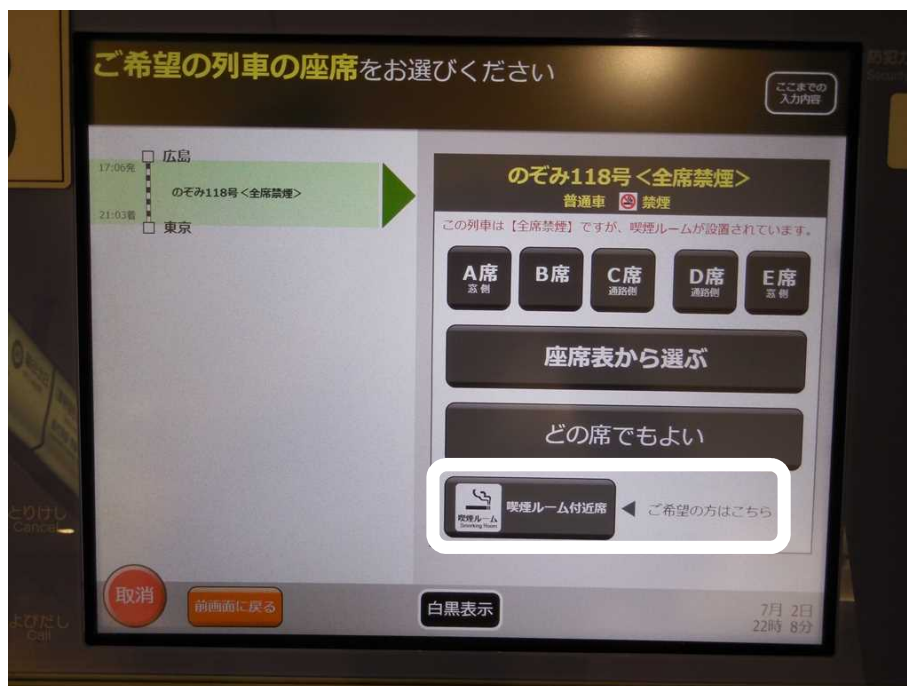 ご希望の列車の座席をお選びください
ここまでの
入力内容
広島
17:06発
のぞみ118号<全席禁煙>
21:03着
東京
のぞみ118号<全席禁煙>
普通車 禁煙
この列車は【全席禁煙】ですが、喫煙ルームが設置されています。
A席 B席 C席 D席 E席
窓側 通路側 通路側 窓側
座席表から選ぶ
どの席でもよい
喫煙ルーム
Smoking Room
喫煙ルーム付近席 ◀ ご希望の方はこちら
とりけし
Cancel
取消
前画面に戻る
白黒表示
7月 2日
22時 8分
よびだし
Call